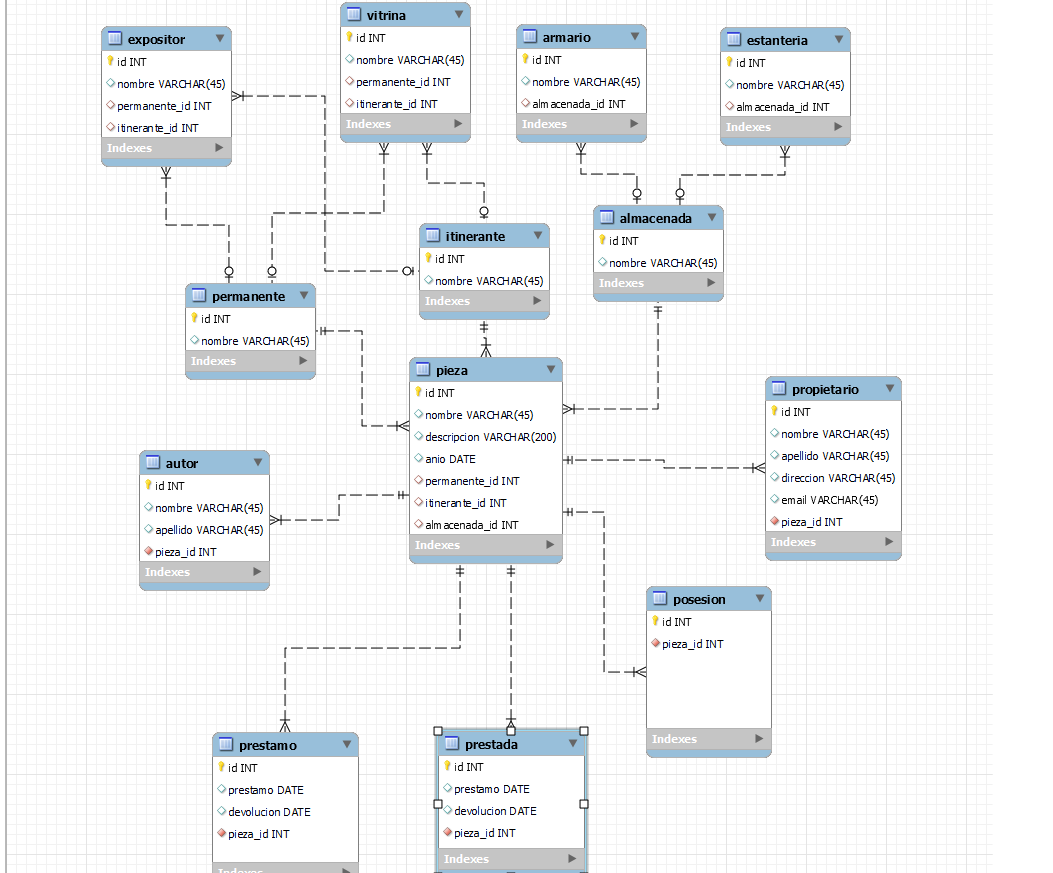 expositor
id INT
nombre VARCHAR(45)
permanente_id INT
itinerante_id INT
Indexes
vitrina
id INT
nombre VARCHAR(45)
permanente_id INT
itinerante_id INT
Indexes
armario
id INT
nombre VARCHAR(45)
almacenada_id INT
Indexes
estanteria
id INT
nombre VARCHAR(45)
almacenada_id INT
Indexes
itinerante
id INT
nombre VARCHAR(45)
Indexes
almacenada
id INT
nombre VARCHAR(45)
Indexes
permanente
id INT
nombre VARCHAR(45)
Indexes
pieza
id INT
nombre VARCHAR(45)
descripcion VARCHAR(200)
anio DATE
permanente_id INT
itinerante_id INT
almacenada_id INT
Indexes
propietario
id INT
nombre VARCHAR(45)
apellido VARCHAR(45)
direccion VARCHAR(45)
email VARCHAR(45)
pieza_id INT
Indexes
autor
id INT
nombre VARCHAR(45)
apellido VARCHAR(45)
pieza_id INT
Indexes
posesion
id INT
pieza_id INT
Indexes
prestamo
id INT
prestamo DATE
devolucion DATE
pieza_id INT
Indexes
prestada
id INT
prestamo DATE
devolucion DATE
pieza_id INT
Indexes